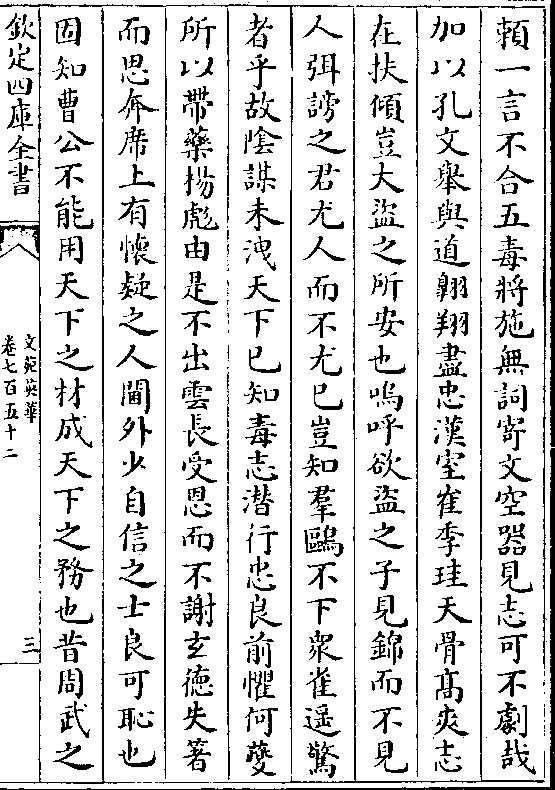 頼一言不合五毒將施無詞寄文空器見志可不劇哉
加以孔文舉與道翺翔盡忠漢室崔季珪天骨髙爽志
在扶傾豈大盜之所安也嗚呼欲盜之子見錦而不見
人弭謗之君尤人而不尤已豈知羣鷗不下衆雀遥驚
者乎故隂謀未洩天下已知毒志潛行忠良前懼何夔
所以帶藥揚彪由是不出雲長受恩而不謝玄德失箸
而思奔席上有懷疑之人閫外少自信之士良可恥也
固知曹公不能用天下之材成天下之務也昔周武之
欽定四庫全書
文苑英華
卷七百五十二
三